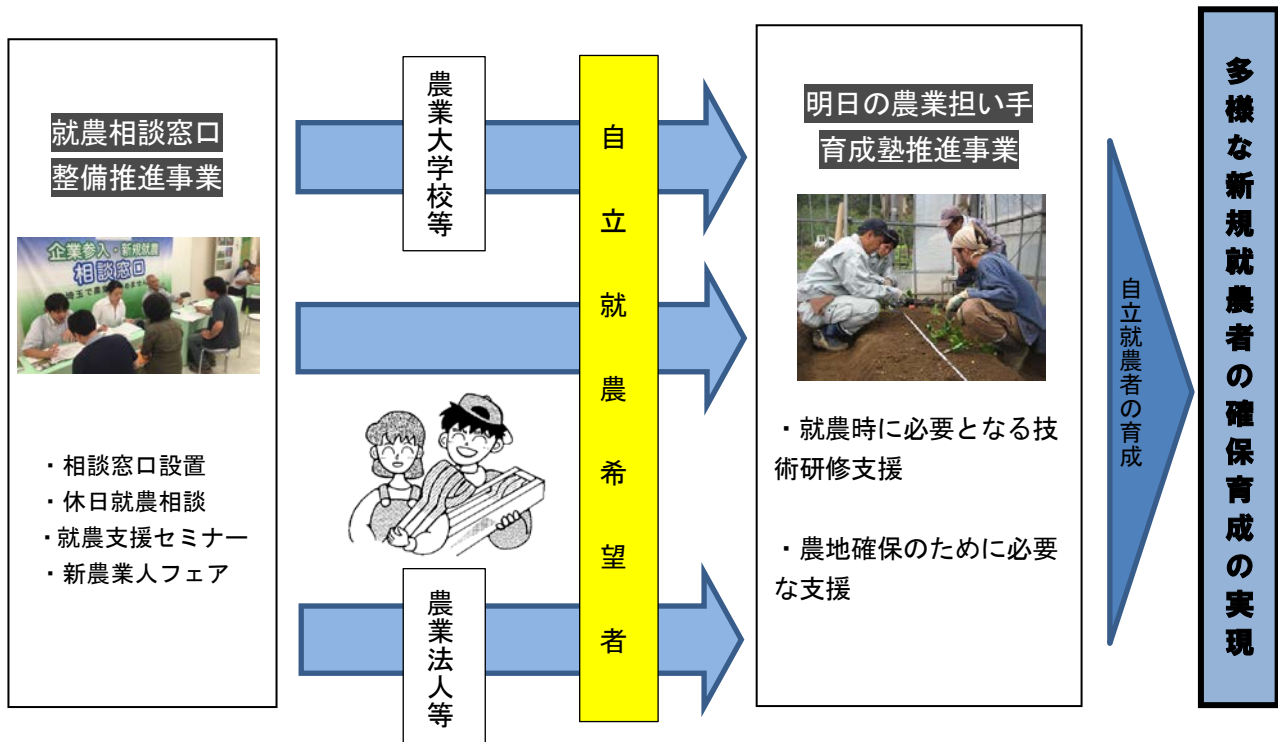 就農相談窓口
整備推進事業
企業参入・新規就農
相談窓口
・相談窓口設置
・休日就農相談
・就農支援セミナー
・新農業人フェア
農業大学校等
農業法人等
自立就農希望者
明日の農業担い手
育成塾推進事業
・就農時に必要となる技
術研修支援
・農地確保のために必要
な支援
自立就農者の育成
多様な新規就農者の確保育成の実現